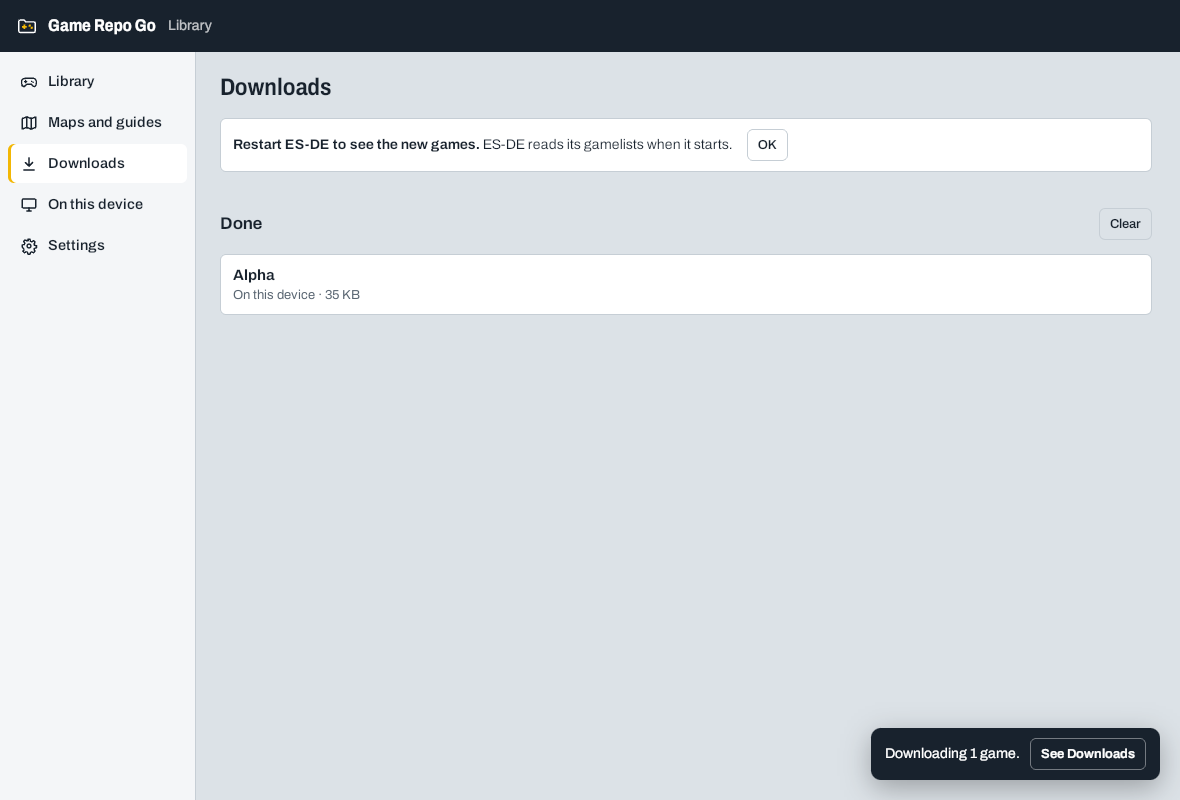 Game Repo Go Library
Library
Maps and guides
Downloads
On this device
Settings
Downloads
Restart ES-DE to see the new games. ES-DE reads its gamelists when it starts. OK
Done Clear
Alpha
On this device · 35 KB
Downloading 1 game. See Downloads